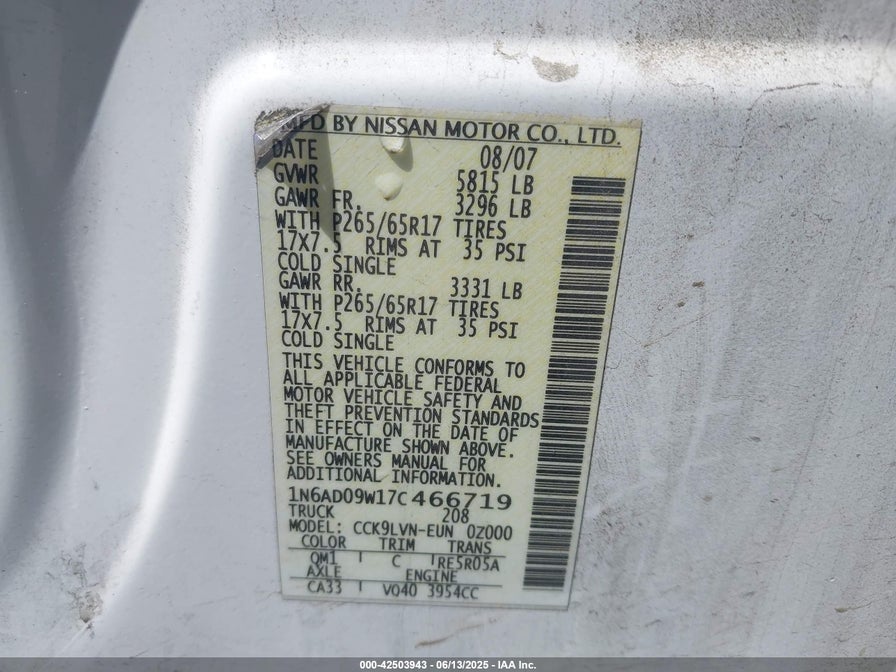 MFD BY NISSAN MOTOR CO., LTD.
DATE 08/07
GVWR 5815 LB
GAWR FR. 3296 LB
WITH P265/65R17 TIRES
17X7.5 RIMS AT 35 PSI
COLD SINGLE
GAWR RR. 3331 LB
WITH P265/65R17 TIRES
17X7.5 RIMS AT 35 PSI
COLD SINGLE
THIS VEHICLE CONFORMS TO
ALL APPLICABLE FEDERAL
MOTOR VEHICLE SAFETY AND
THEFT PREVENTION STANDARDS
IN EFFECT ON THE DATE OF
MANUFACTURE SHOWN ABOVE.
SEE OWNERS MANUAL FOR
ADDITIONAL INFORMATION.
1N6AD09W17C466719
TRUCK 208
MODEL: CCK9LVN-EUN 0Z000
COLOR TRIM TRANS
QM1 C RE5R05A
AXLE ENGINE
CA33 VQ40 3954CC
000-42503943 - 06/13/2025 - IAA Inc.